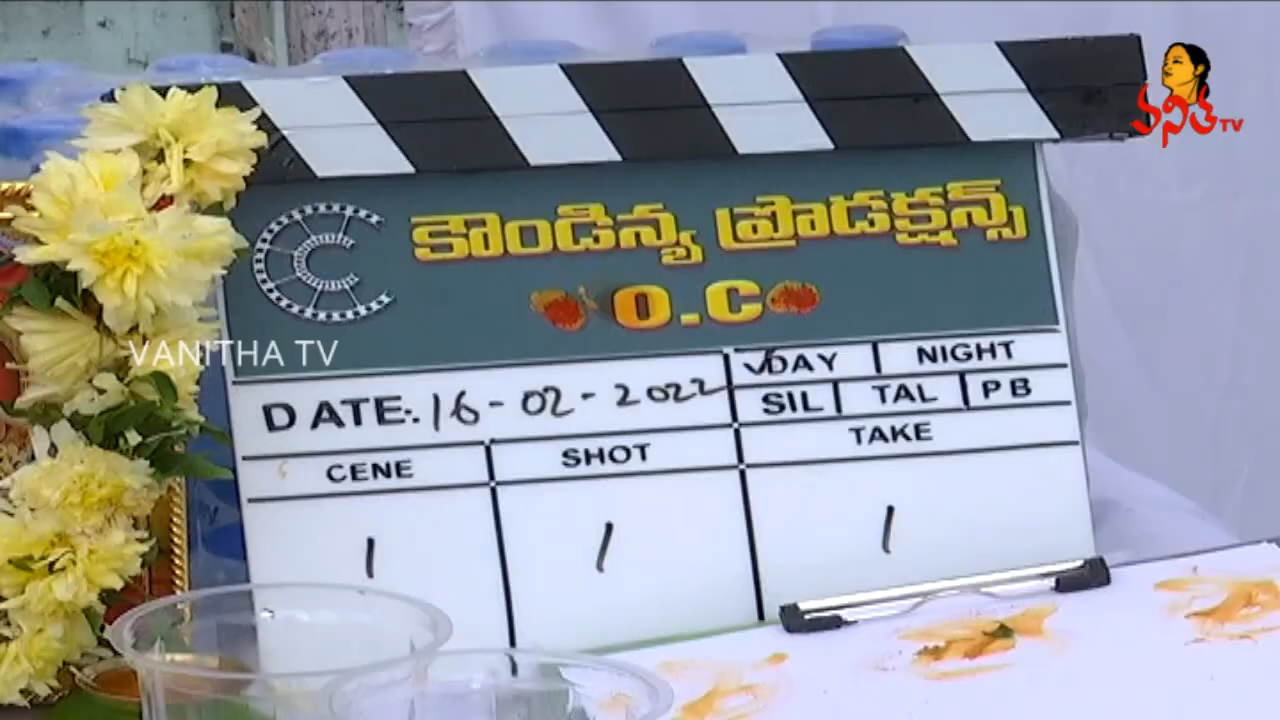 వనిత TV
కౌండిన్య ప్రొడక్షన్స్
O.C
VANITHA TV
DATE:. 16-02-2022
✓DAY NIGHT
SIL TAL PB
CENE SHOT TAKE
1 1 1